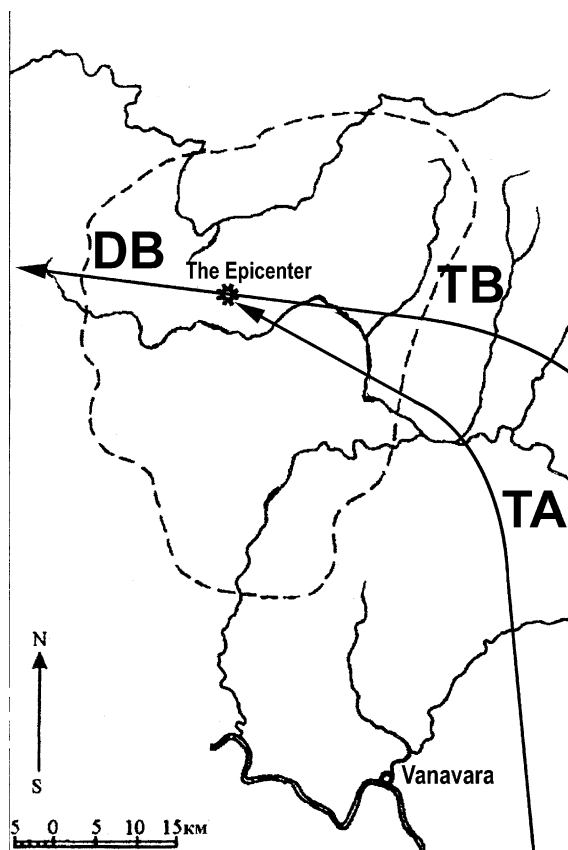 DB
The Epicenter
TB
TA
N
S
Vanavara
5 0 5 10 15км